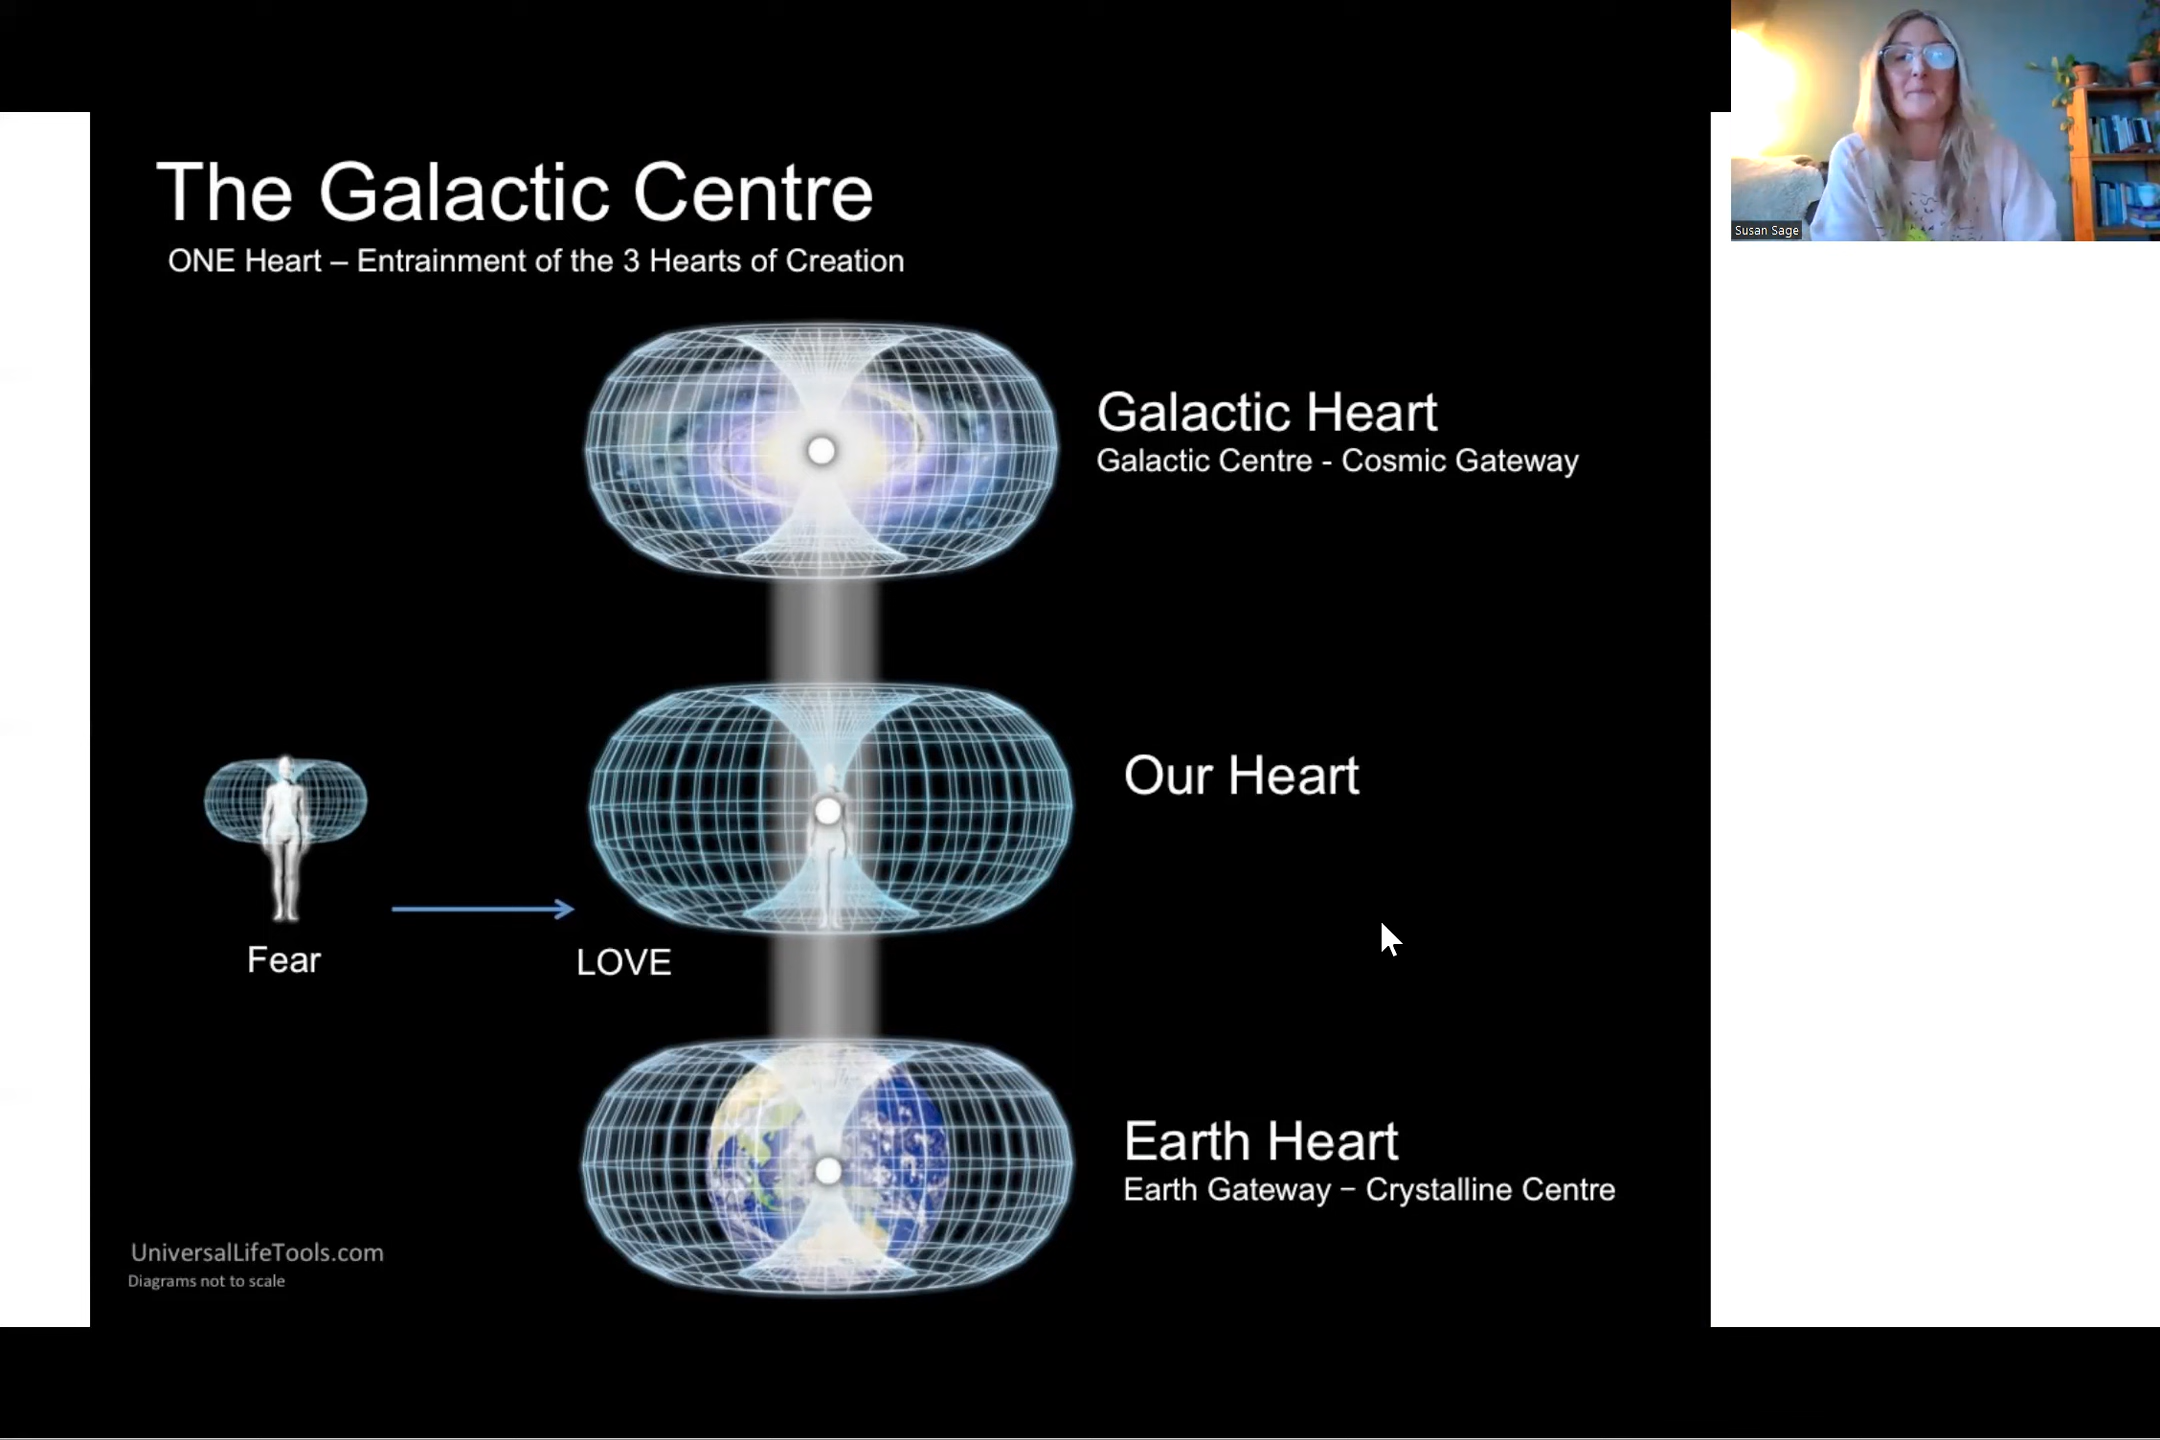 The Galactic Centre
ONE Heart – Entrainment of the 3 Hearts of Creation
Galactic Heart
Galactic Centre - Cosmic Gateway
Our Heart
Fear
LOVE
Earth Heart
Earth Gateway – Crystalline Centre
UniversalLifeTools.com
Diagrams not to scale
Susan Sage